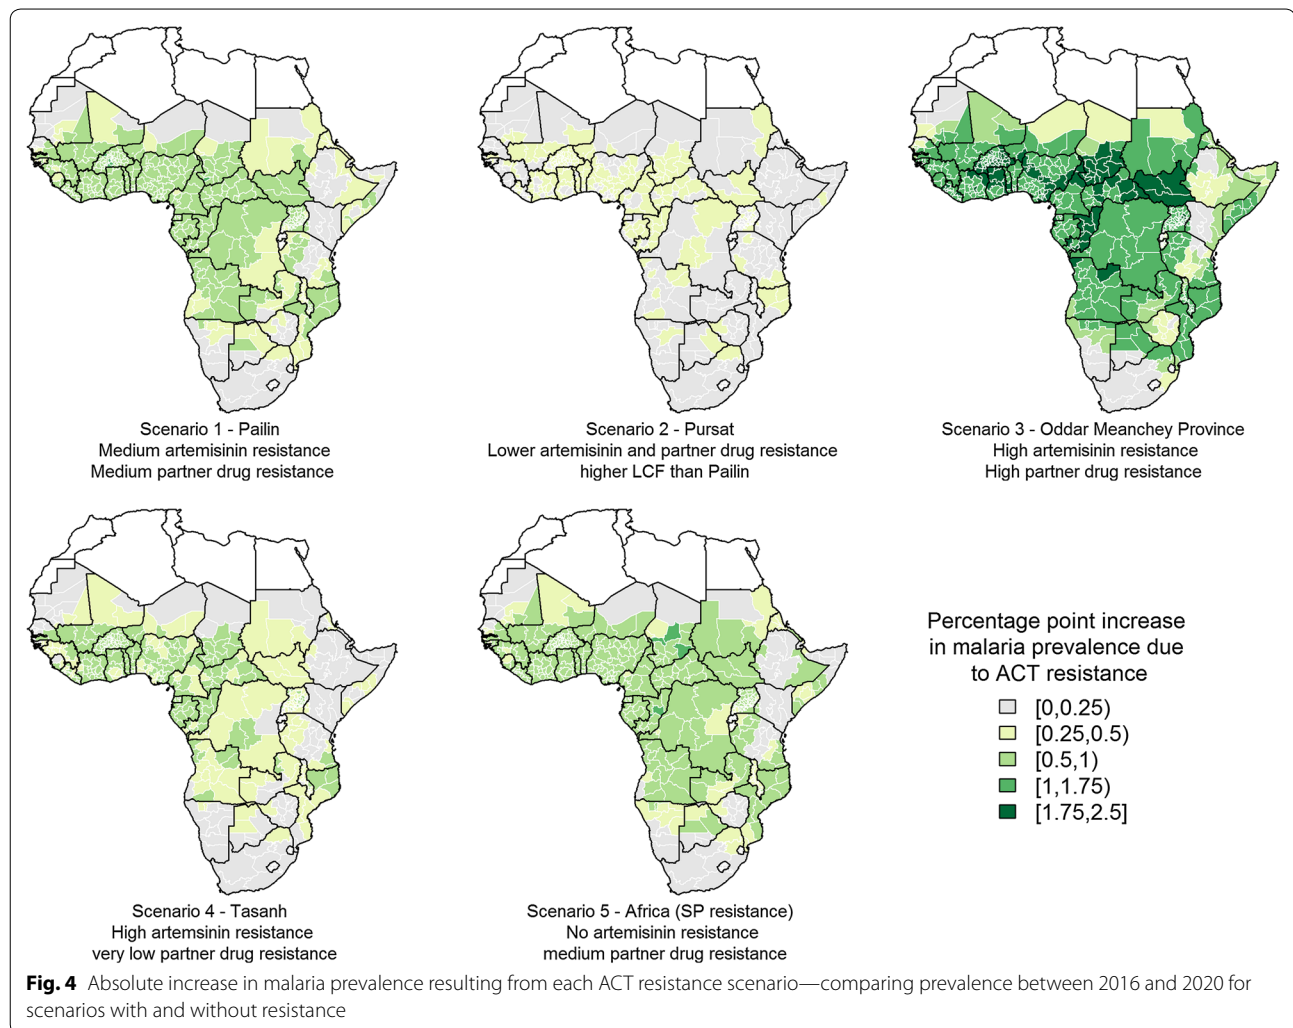 Scenario 1 - Pailin
Medium artemisinin resistance
Medium partner drug resistance
Scenario 2 - Pursat
Lower artemisinin and partner drug resistance
higher LCF than Pailin
Scenario 3 - Oddar Meanchey Province
High artemisinin resistance
High partner drug resistance
Scenario 4 - Tasanh
High artemsinin resistance
very low partner drug resistance
Scenario 5 - Africa (SP resistance)
No artemisinin resistance
medium partner drug resistance
Percentage point increase
in malaria prevalence due
to ACT resistance
[0,0.25)
[0.25,0.5)
[0.5,1)
[1,1.75)
[1.75,2.5]
Fig. 4 Absolute increase in malaria prevalence resulting from each ACT resistance scenario—comparing prevalence between 2016 and 2020 for
scenarios with and without resistance